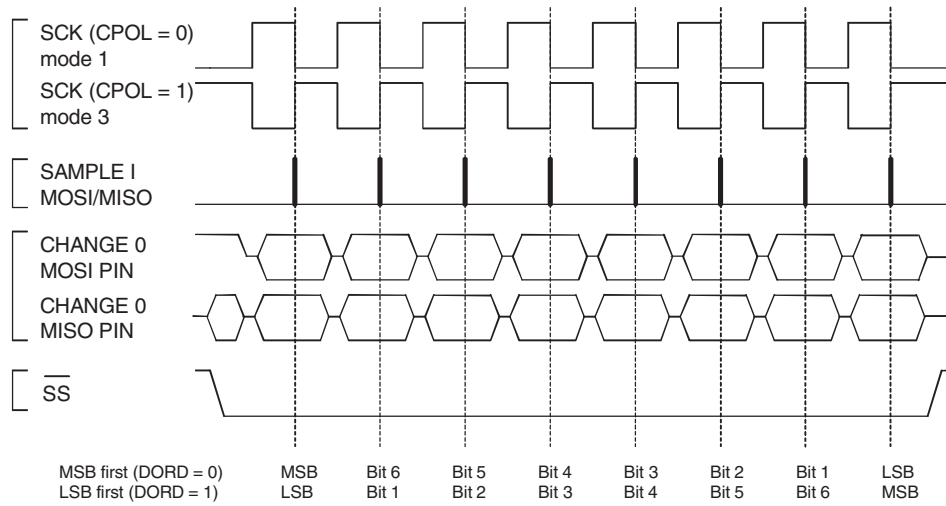 SCK (CPOL = 0)
mode 1
SCK (CPOL = 1)
mode 3
SAMPLE I
MOSI/MISO
CHANGE 0
MOSI PIN
CHANGE 0
MISO PIN
SS
MSB first (DORD = 0) MSB Bit 6 Bit 5 Bit 4 Bit 3 Bit 2 Bit 1 LSB
LSB first (DORD = 1) LSB Bit 1 Bit 2 Bit 3 Bit 4 Bit 5 Bit 6 MSB